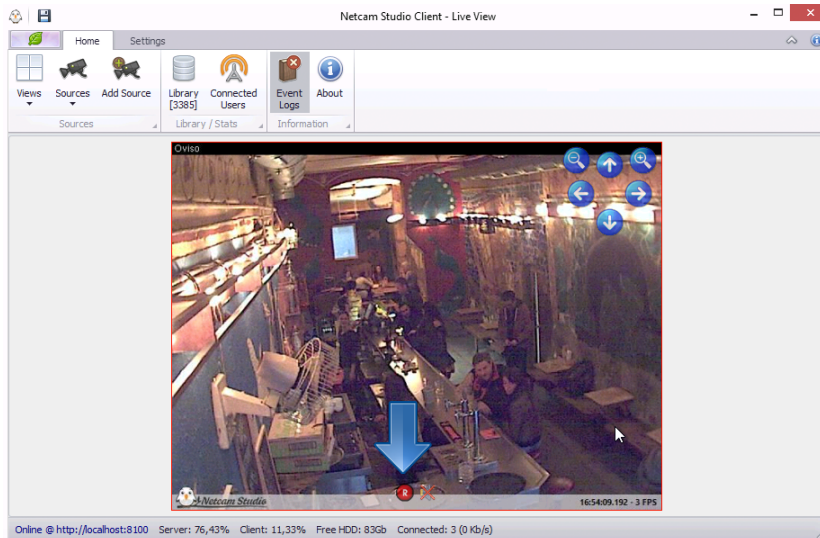 Netcam Studio Client - Live View
Home Settings
Views Sources Add Source Library [3385] Connected Users Event Logs About
Sources Library / Stats Information
Oviso
R
Netcam Studio 16:54:09.192 - 3 FPS
Online @ http://localhost:8100 Server: 76,43% Client: 11,33% Free HDD: 83Gb Connected: 3 (0 Kb/s)